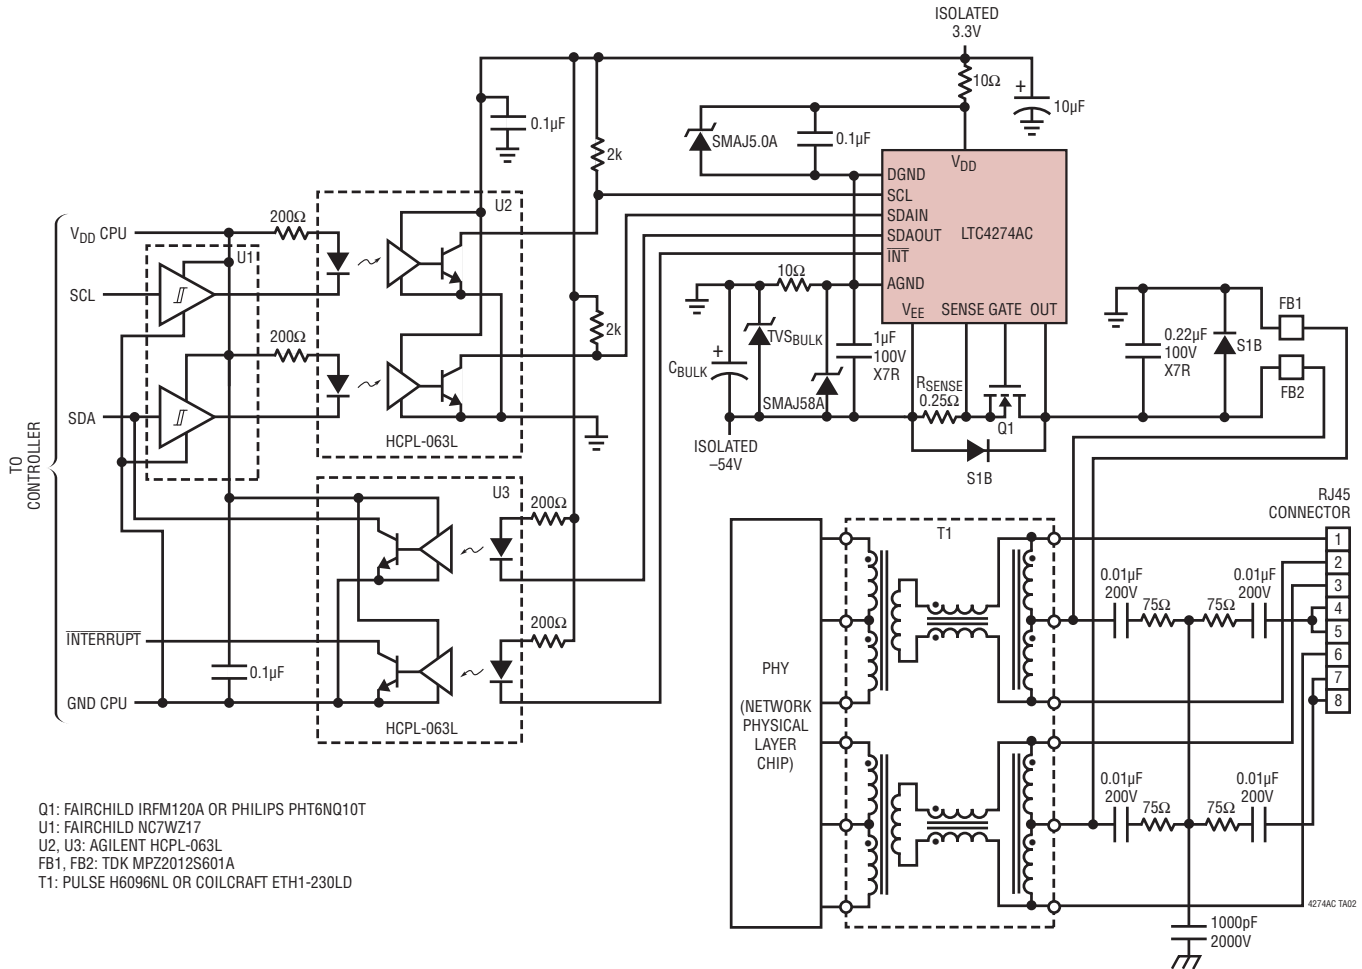 ISOLATED
3.3V
10Ω
+
10µF
0.1µF
2k
SMAJ5.0A
0.1µF
VDD
DGND
SCL
SDAIN
SDAOUT
INT
AGND
LTC4274AC
VEE
SENSE
GATE
OUT
U2
200Ω
VDD CPU
U1
SCL
200Ω
SDA
2k
HCPL-063L
10Ω
+
CBULK
TVSBULK
SMAJ58A
1µF
100V
X7R
RSENSE
0.25Ω
Q1
S1B
ISOLATED
–54V
0.22µF
100V
X7R
S1B
FB1
FB2
TO
CONTROLLER
U3
200Ω
200Ω
INTERRUPT
0.1µF
GND CPU
HCPL-063L
T1
PHY
(NETWORK
PHYSICAL
LAYER
CHIP)
RJ45
CONNECTOR
1
2
3
4
5
6
7
8
0.01µF
200V
75Ω
75Ω
0.01µF
200V
0.01µF
200V
75Ω
75Ω
0.01µF
200V
1000pF
2000V
4274AC TA02
Q1: FAIRCHILD IRFM120A OR PHILIPS PHT6NQ10T
U1: FAIRCHILD NC7WZ17
U2, U3: AGILENT HCPL-063L
FB1, FB2: TDK MPZ2012S601A
T1: PULSE H6096NL OR COILCRAFT ETH1-230LD